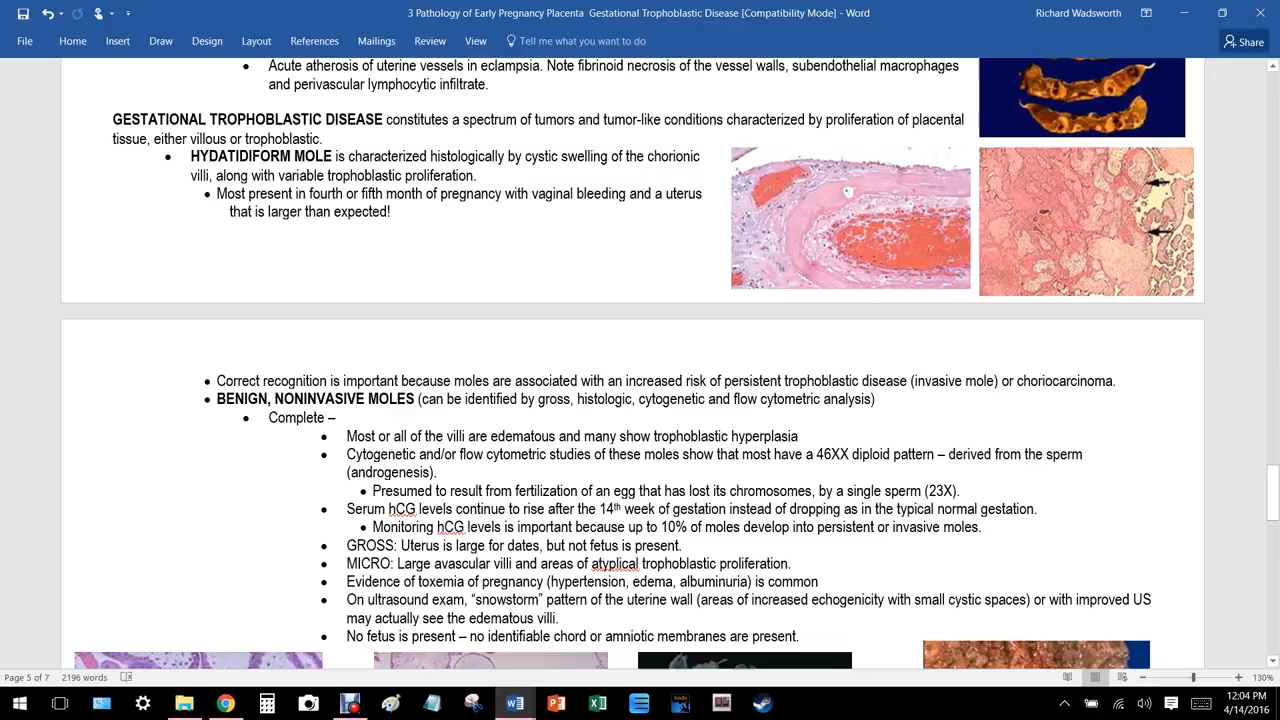 3 Pathology of Early Pregnancy Placenta  Gestational Trophoblastic Disease [Compatibility Mode] - Word
Richard Wadsworth
File Home Insert Draw Design Layout References Mailings Review View Tell me what you want to do Share
• Acute atherosis of uterine vessels in eclampsia. Note fibrinoid necrosis of the vessel walls, subendothelial macrophages
and perivascular lymphocytic infiltrate.
GESTATIONAL TROPHOBLASTIC DISEASE constitutes a spectrum of tumors and tumor-like conditions characterized by proliferation of placental
tissue, either villous or trophoblastic.
• HYDATIDIFORM MOLE is characterized histologically by cystic swelling of the chorionic
villi, along with variable trophoblastic proliferation.
• Most present in fourth or fifth month of pregnancy with vaginal bleeding and a uterus
that is larger than expected!
• Correct recognition is important because moles are associated with an increased risk of persistent trophoblastic disease (invasive mole) or choriocarcinoma.
• BENIGN, NONINVASIVE MOLES (can be identified by gross, histologic, cytogenetic and flow cytometric analysis)
• Complete –
• Most or all of the villi are edematous and many show trophoblastic hyperplasia
• Cytogenetic and/or flow cytometric studies of these moles show that most have a 46XX diploid pattern – derived from the sperm
(androgenesis).
• Presumed to result from fertilization of an egg that has lost its chromosomes, by a single sperm (23X).
• Serum hCG levels continue to rise after the 14th week of gestation instead of dropping as in the typical normal gestation.
• Monitoring hCG levels is important because up to 10% of moles develop into persistent or invasive moles.
• GROSS: Uterus is large for dates, but not fetus is present.
• MICRO: Large avascular villi and areas of atyplical trophoblastic proliferation.
• Evidence of toxemia of pregnancy (hypertension, edema, albuminuria) is common
• On ultrasound exam, “snowstorm” pattern of the uterine wall (areas of increased echogenicity with small cystic spaces) or with improved US
may actually see the edematous villi.
• No fetus is present – no identifiable chord or amniotic membranes are present.
Page 5 of 7 2196 words 130%
12:04 PM
4/14/2016